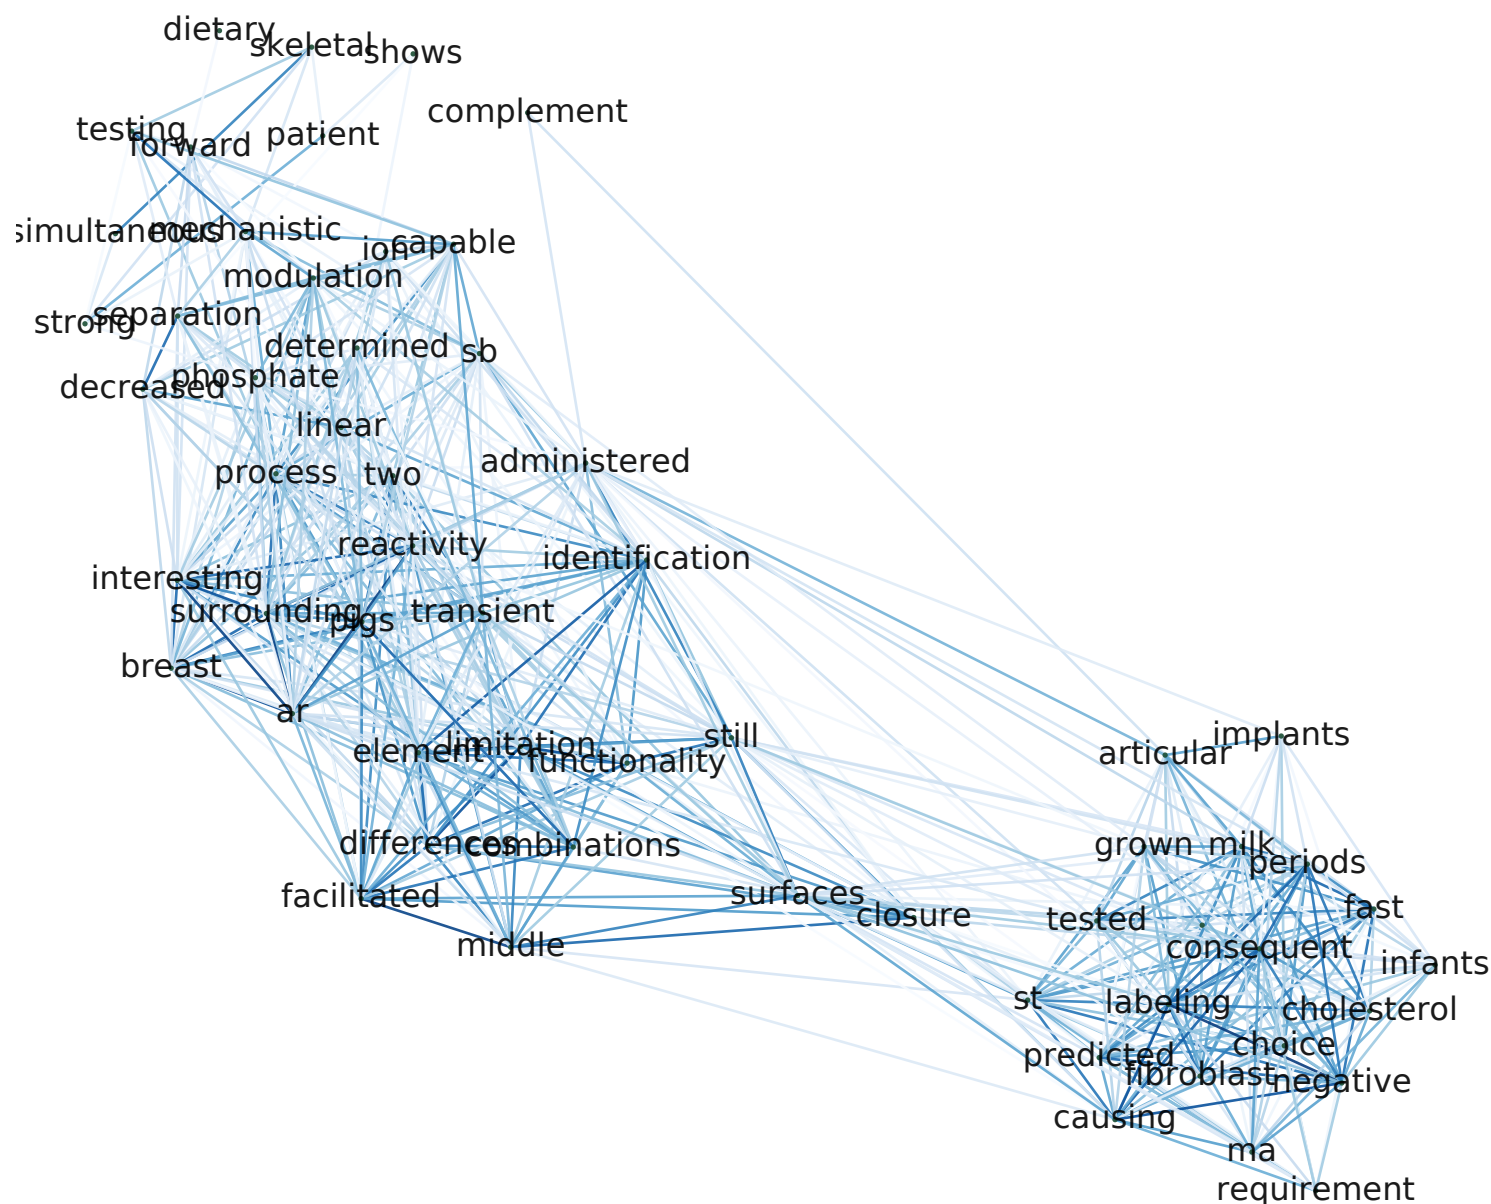 dietary
skeletal
shows
complement
testing
forward
patient
simultaneous
mechanistic
ion
capable
modulation
separation
strong
determined
sb
phosphate
decreased
linear
administered
process
two
reactivity
identification
interesting
surrounding
pigs
transient
breast
ar
element
limitation
functionality
still
articular
implants
differences
combinations
grown
milk
periods
facilitated
surfaces
closure
tested
fast
middle
consequent
infants
st
labeling
cholesterol
predicted
choice
fibroblast
negative
causing
ma
requirement